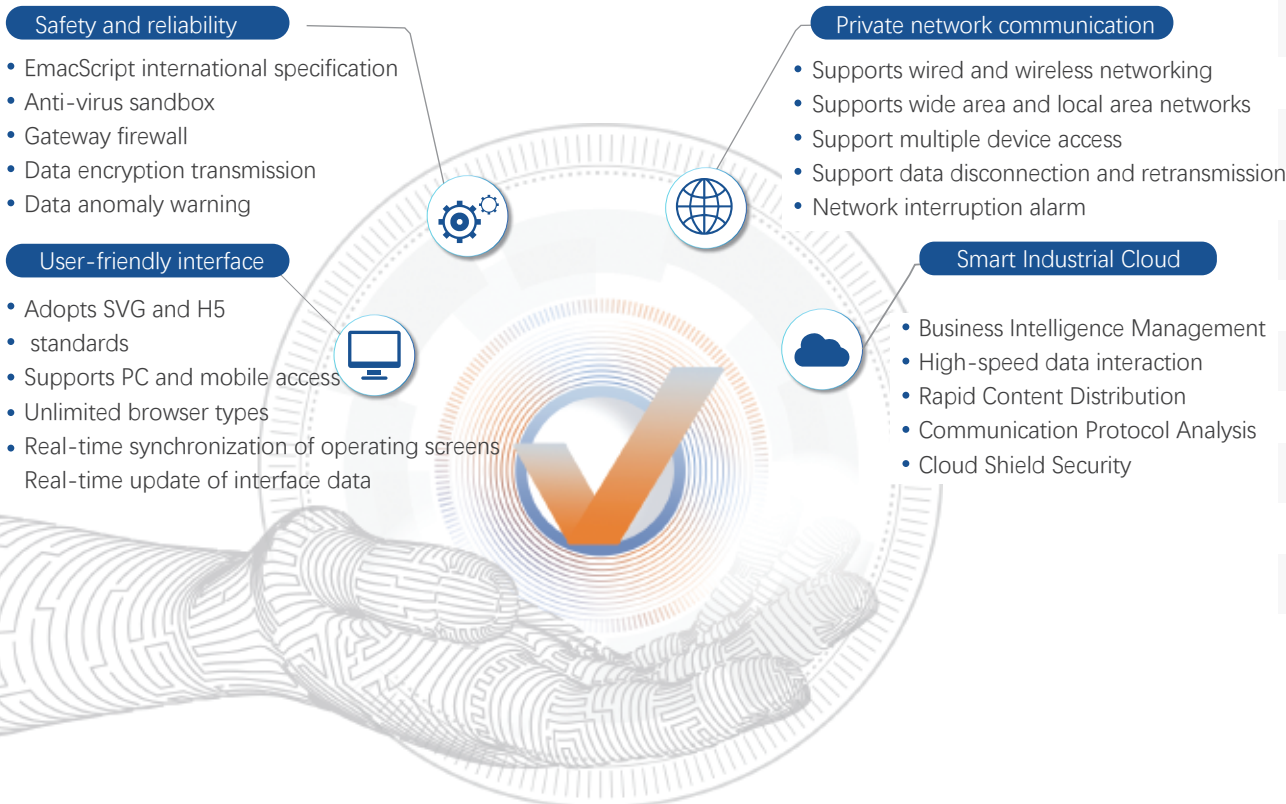 Safety and reliability
• EmacScript international specification
• Anti-virus sandbox
• Gateway firewall
• Data encryption transmission
• Data anomaly warning
User-friendly interface
• Adopts SVG and H5
• standards
• Supports PC and mobile access
• Unlimited browser types
• Real-time synchronization of operating screens
Real-time update of interface data
Private network communication
• Supports wired and wireless networking
• Supports wide area and local area networks
• Support multiple device access
• Support data disconnection and retransmission
• Network interruption alarm
Smart Industrial Cloud
• Business Intelligence Management
• High-speed data interaction
• Rapid Content Distribution
• Communication Protocol Analysis
• Cloud Shield Security